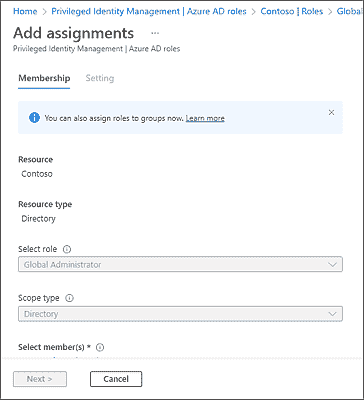 Home > Privileged Identity Management | Azure AD roles > Contoso | Roles > Global
Add assignments ...
Privileged Identity Management | Azure AD roles
Membership Setting
You can also assign roles to groups now. Learn more
Resource
Contoso
Resource type
Directory
Select role
Global Administrator
Scope type
Directory
Select member(s) *
Next > Cancel